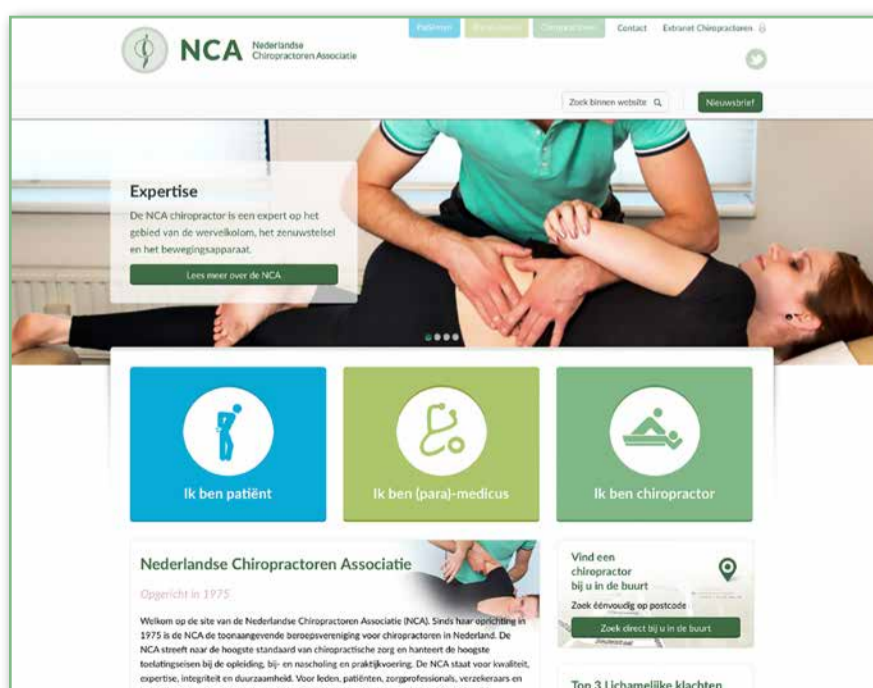 Patiënten
Chiropractoren
Contact
Extranet Chiropractoren
NCA
Nederlandse
Chiropractoren Associatie
Zoek binnen website
Nieuwsbrief
Expertise
De NCA chiropractor is een expert op het
gebied van de wervelkolom, het zenuwstelsel
en het bewegingsapparaat.
Lees meer over de NCA
Ik ben patiënt
Ik ben (para)-medicus
Ik ben chiropractor
Nederlandse Chiropractoren Associatie
Opgericht in 1975
Welkom op de site van de Nederlandse Chiropractoren Associatie (NCA). Sinds haar oprichting in
1975 is de NCA de toonaangevende beroepsvereniging voor chiropractoren in Nederland. De
NCA streeft naar de hoogste standaard van chiropractische zorg en hanteert de hoogste
toelatingseisen bij de opleiding, bij- en nascholing en praktijkvoering. De NCA staat voor kwaliteit,
expertise, integriteit en duurzaamheid. Voor leden, patiënten, zorgprofessionals, verzekeraars en
Vind een
chiropractor
bij u in de buurt
Zoek éénvoudig op postcode
Zoek direct bij u in de buurt
Top 3 Lichamelijke klachten